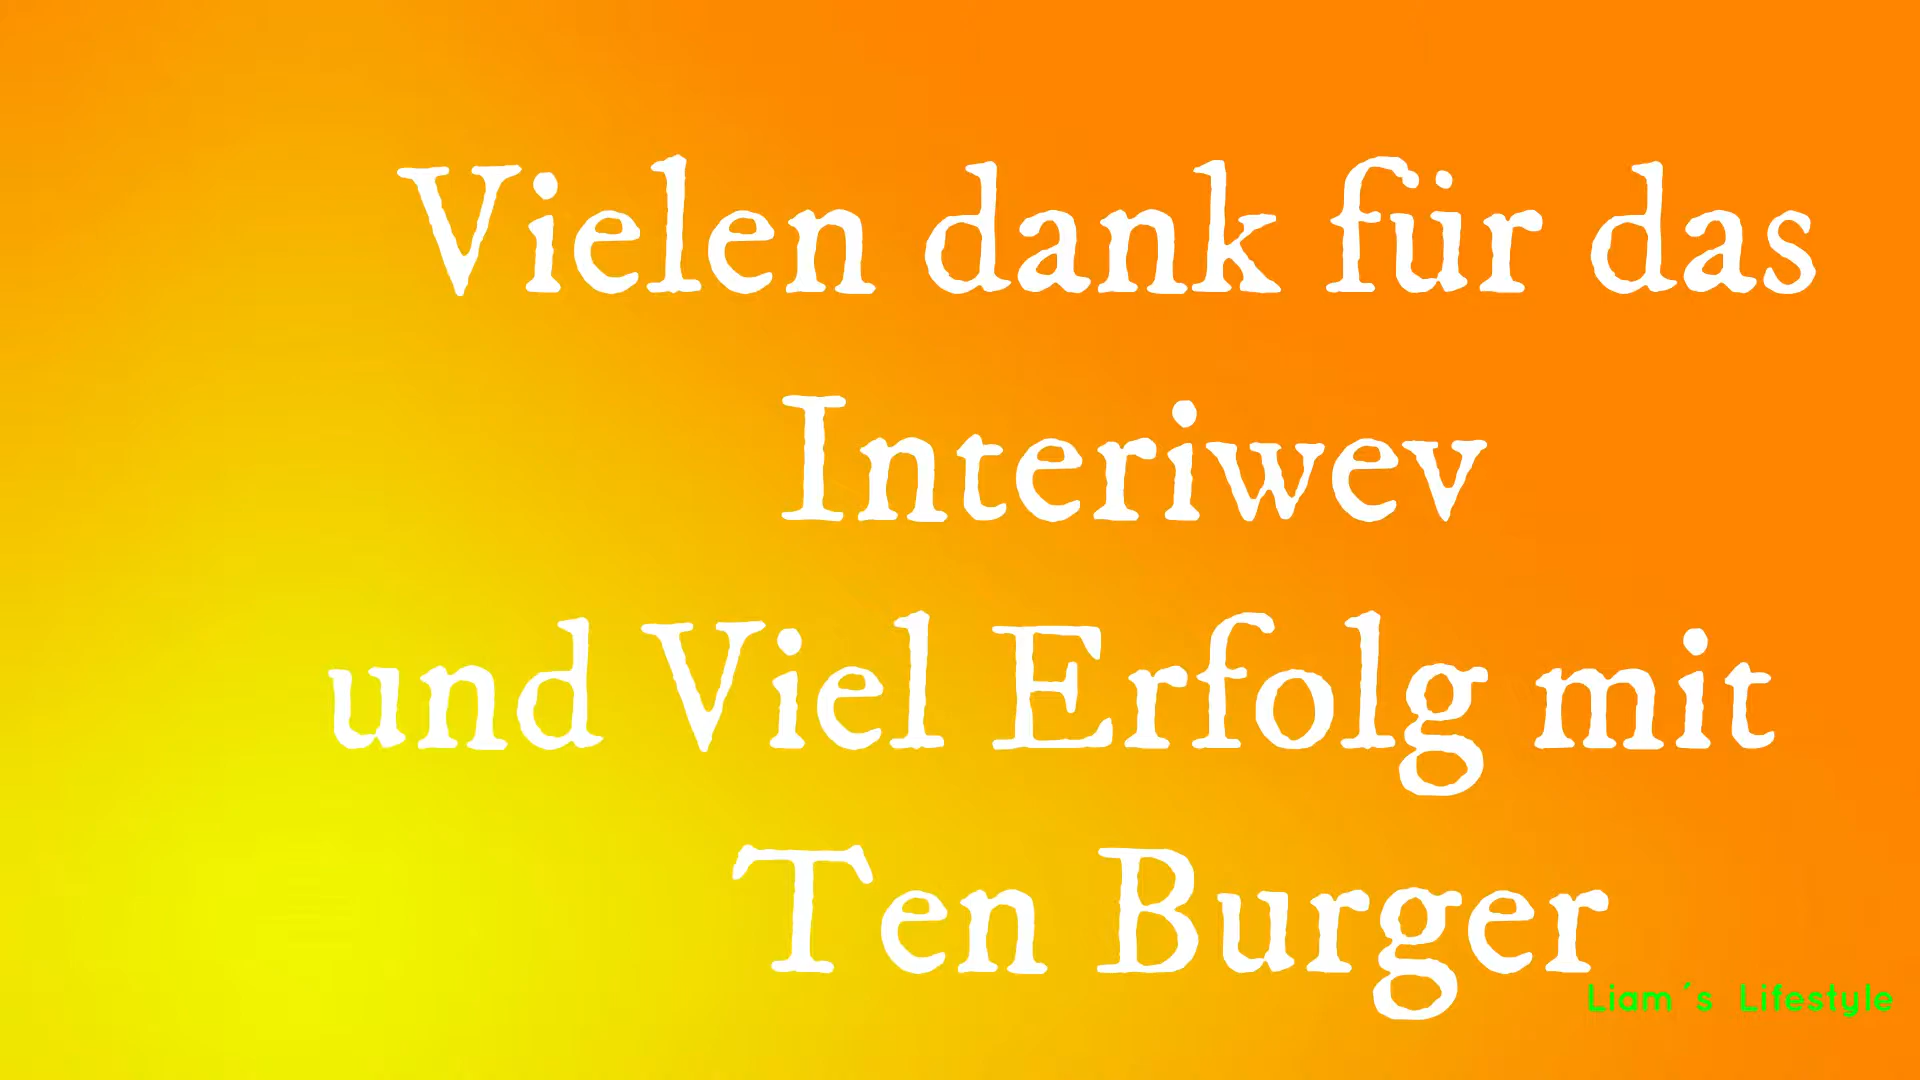 Vielen dank für das
Interiwev
und Viel Erfolg mit
Ten Burger
Liam´s Lifestyle